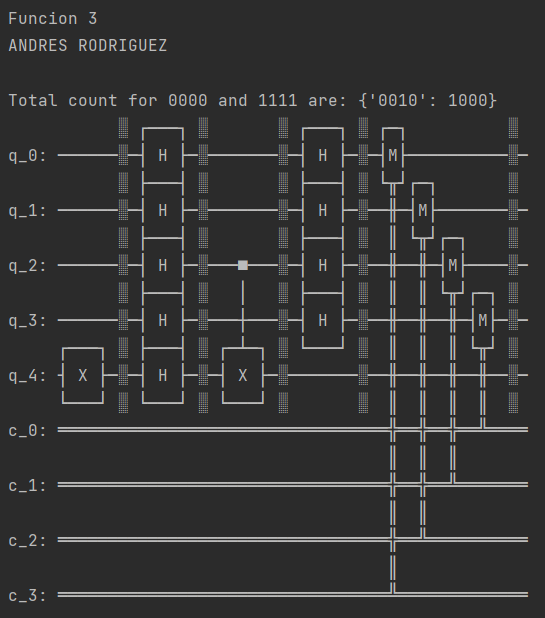 Funcion 3
ANDRES RODRIGUEZ
Total count for 0000 and 1111 are: {'0010': 1000}
q_0: H H M
q_1: H H M
q_2: H H M
q_3: H H M
q_4: X H X
c_0:
c_1:
c_2:
c_3: